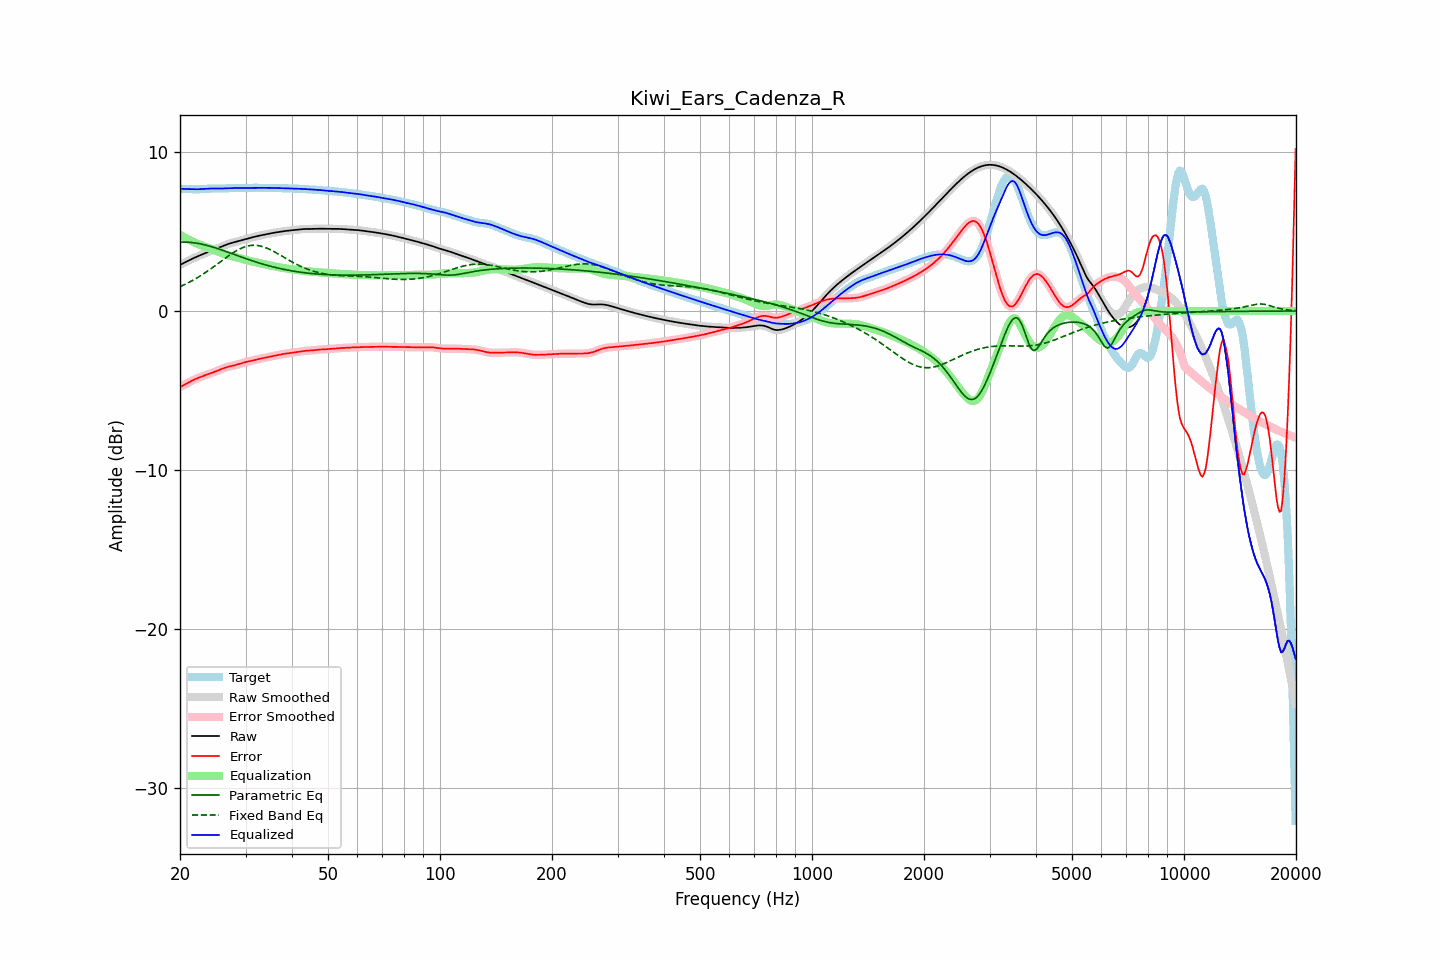 Kiwi_Ears_Cadenza_R
Amplitude (dBr)
10
0
−10
−20
−30
Target
Raw Smoothed
Error Smoothed
Raw
Error
Equalization
Parametric Eq
Fixed Band Eq
Equalized
20 50 100 200 500 1000 2000 5000 10000 20000
Frequency (Hz)